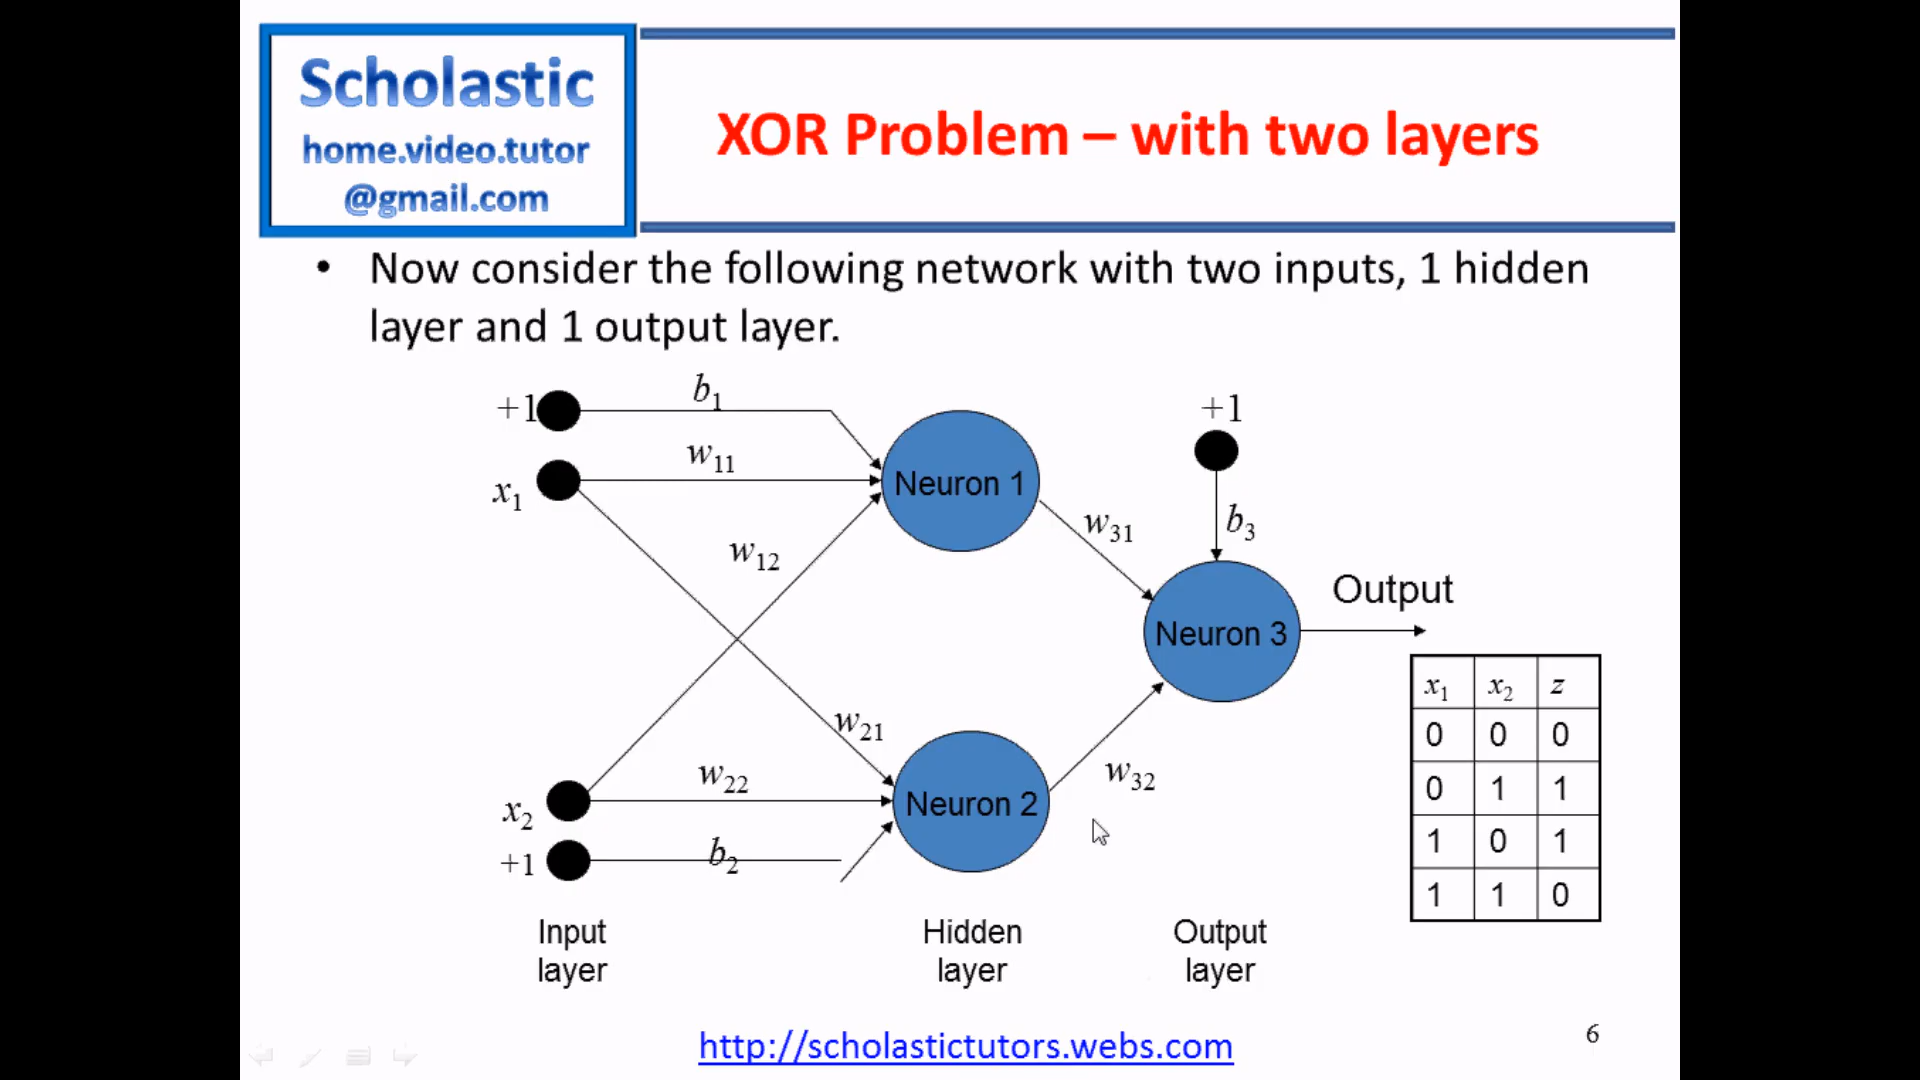 Scholastic
home.video.tutor
@gmail.com
XOR Problem – with two layers
• Now consider the following network with two inputs, 1 hidden
layer and 1 output layer.
+1
b1
w11
x1
Neuron 1
+1
w12
w31
b3
Output
Neuron 3
w21
w22
x2
Neuron 2
w32
+1
b2
x1 x2 z
0 0 0
0 1 1
1 0 1
1 1 0
Input
layer
Hidden
layer
Output
layer
http://scholastictutors.webs.com
6